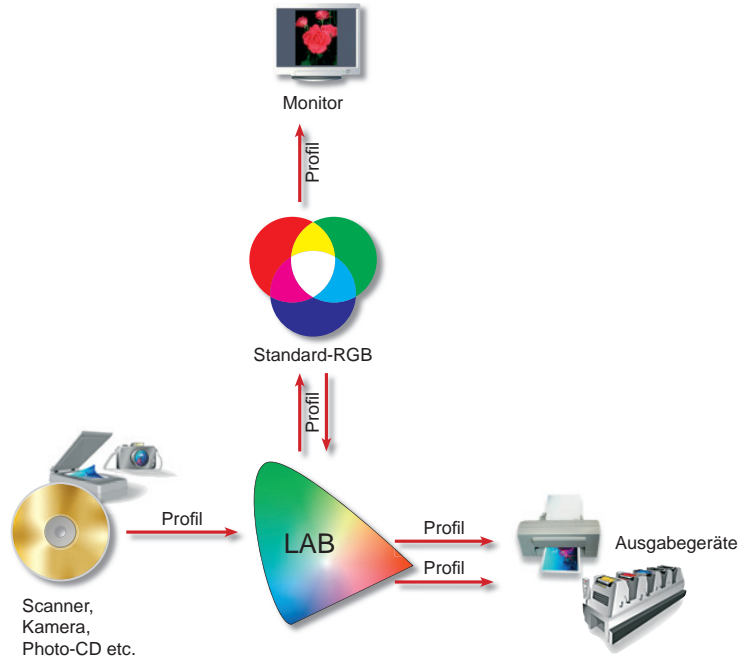 Monitor
Profil
Standard-RGB
Profil
Profil
LAB
Profil
Profil
Ausgabegeräte
Scanner,
Kamera,
Photo-CD etc.